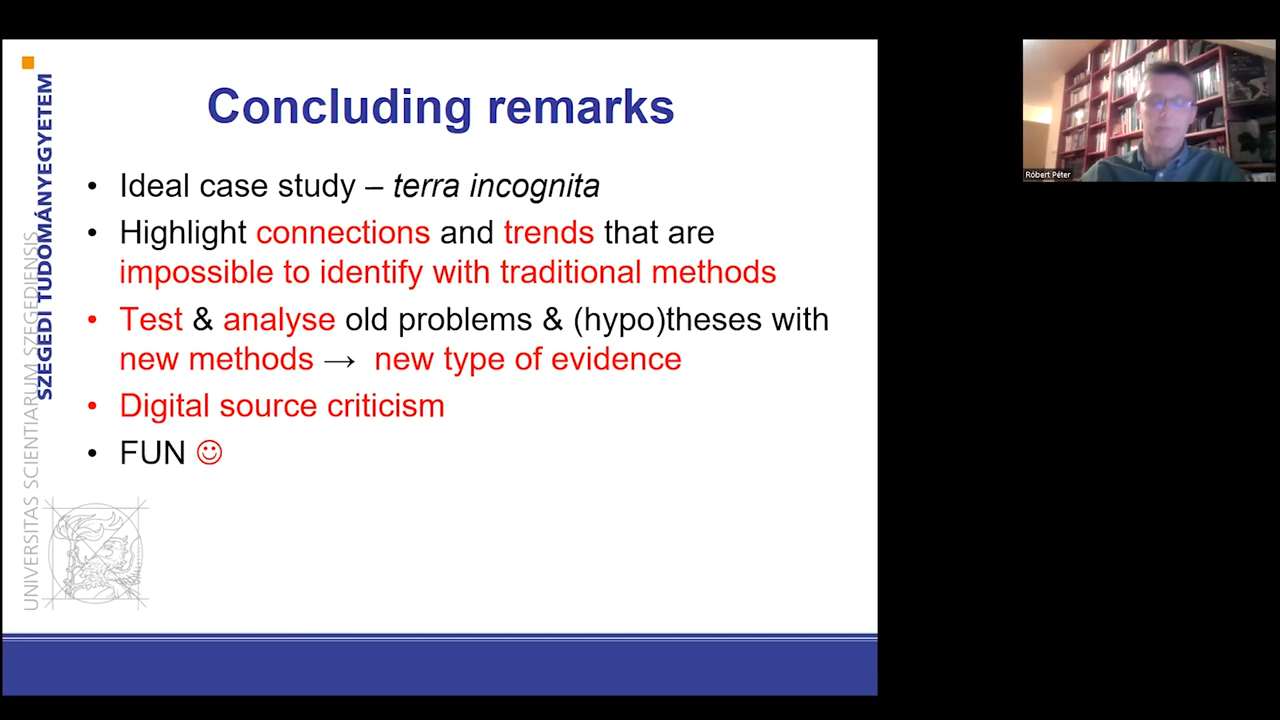 Concluding remarks
• Ideal case study – terra incognita
• Highlight connections and trends that are
impossible to identify with traditional methods
• Test & analyse old problems & (hypo)theses with
new methods → new type of evidence
• Digital source criticism
• FUN ☺
SZEGEDI TUDOMÁNYEGYETEM
UNIVERSITAS SCIENTIARUM SZEGEDIENSIS
Róbert Péter